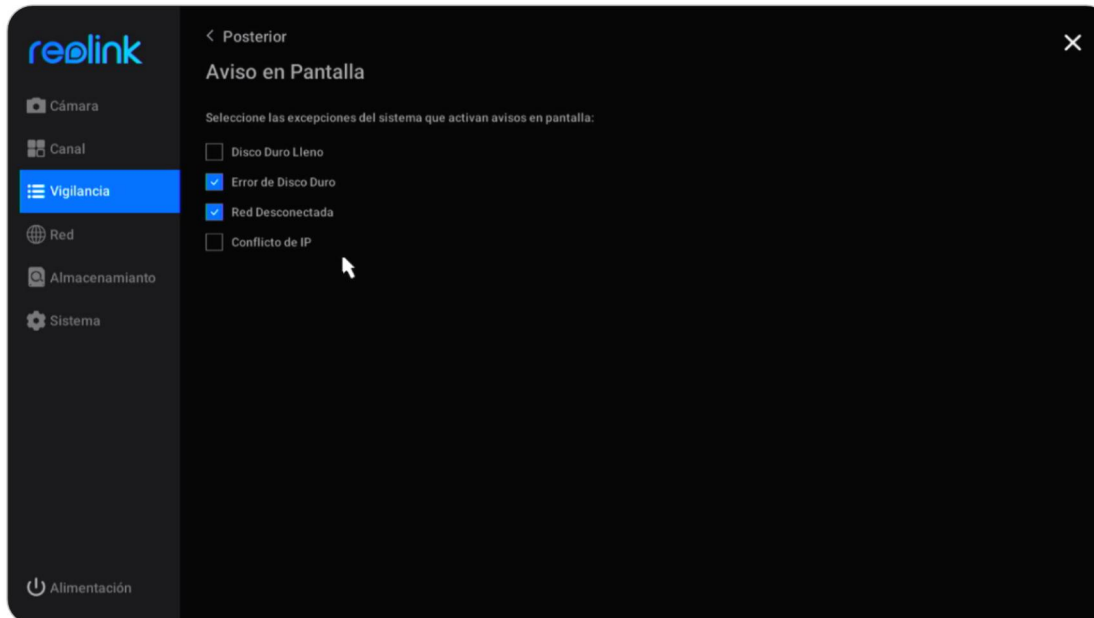 reolink
Cámara
Canal
Vigilancia
Red
Almacenamianto
Sistema
Alimentación
< Posterior
Aviso en Pantalla
Seleccione las excepciones del sistema que activan avisos en pantalla:
Disco Duro Lleno
Error de Disco Duro
Red Desconectada
Conflicto de IP